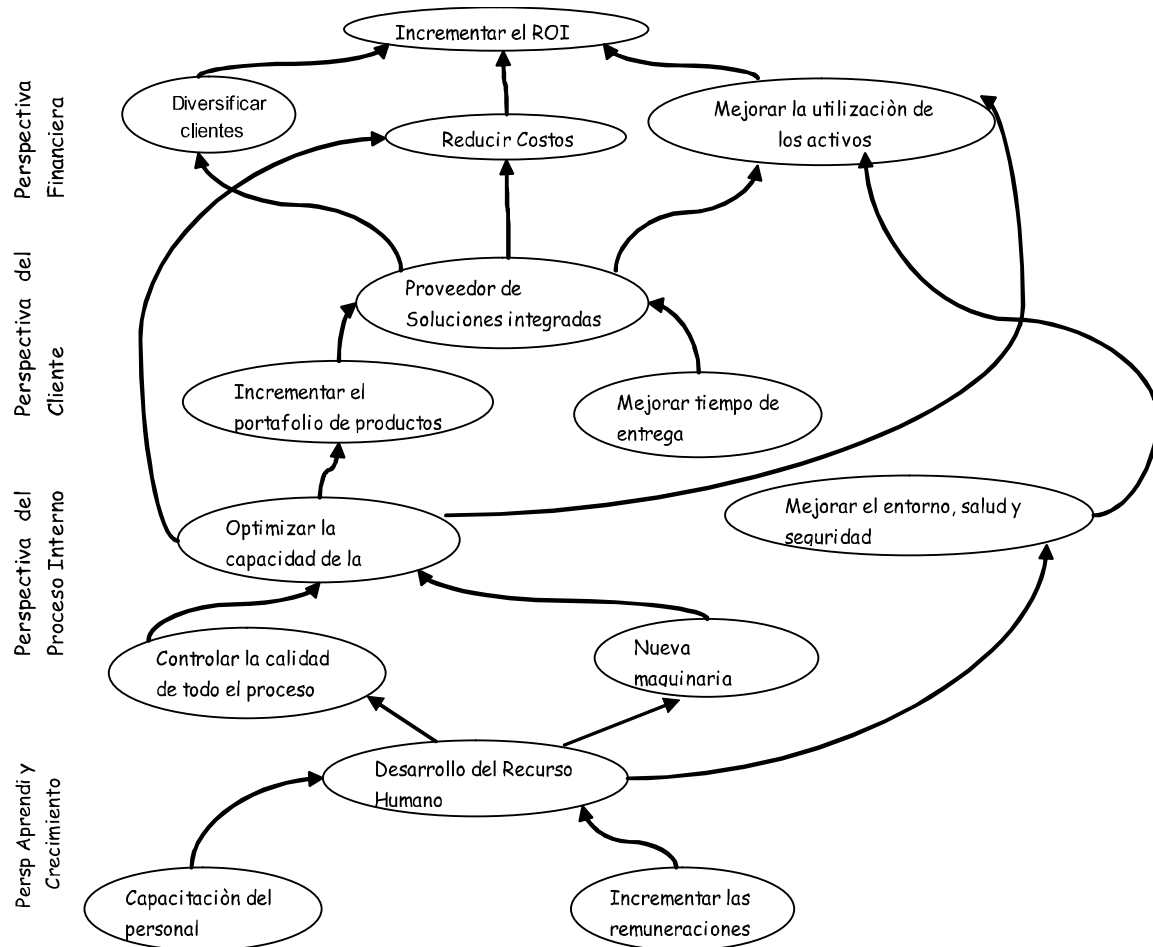 Incrementar el ROI
Perspectiva
Financiera
Diversificar
clientes
Reducir Costos
Mejorar la utilizaciòn de
los activos
Perspectiva del
Cliente
Proveedor de
Soluciones integradas
Incrementar el
portafolio de productos
Mejorar tiempo de
entrega
Perspectiva del
Proceso Interno
Optimizar la
capacidad de la
Mejorar el entorno, salud y
seguridad
Controlar la calidad
de todo el proceso
Nueva
maquinaria
Persp Aprendi y
Crecimiento
Desarrollo del Recurso
Humano
Capacitaciòn del
personal
Incrementar las
remuneraciones